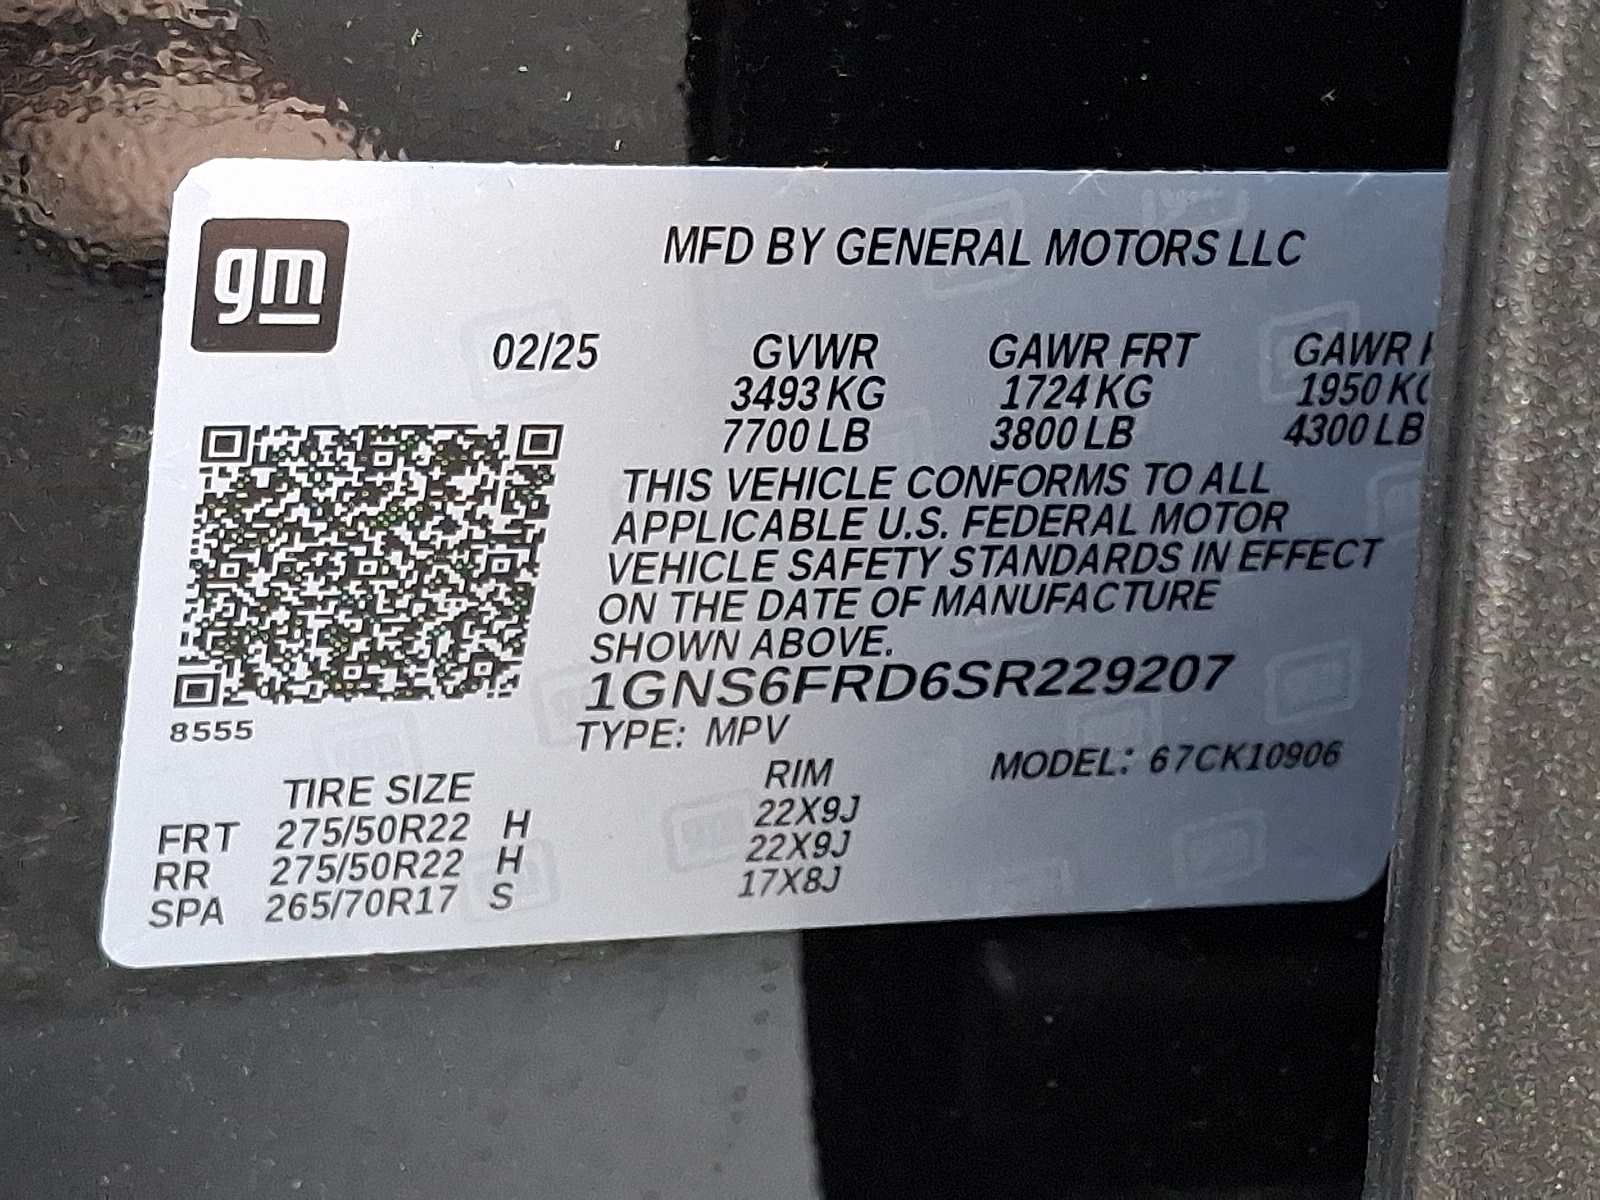 gm
MFD BY GENERAL MOTORS LLC
02/25 GVWR GAWR FRT GAWR
3493 KG 1724 KG 1950 KG
7700 LB 3800 LB 4300 LB
THIS VEHICLE CONFORMS TO ALL
APPLICABLE U.S. FEDERAL MOTOR
VEHICLE SAFETY STANDARDS IN EFFECT
ON THE DATE OF MANUFACTURE
SHOWN ABOVE.
1GNS6FRD6SR229207
8555
TYPE: MPV
MODEL: 67CK10906
TIRE SIZE RIM
FRT 275/50R22 H 22X9J
RR 275/50R22 H 22X9J
SPA 265/70R17 S 17X8J